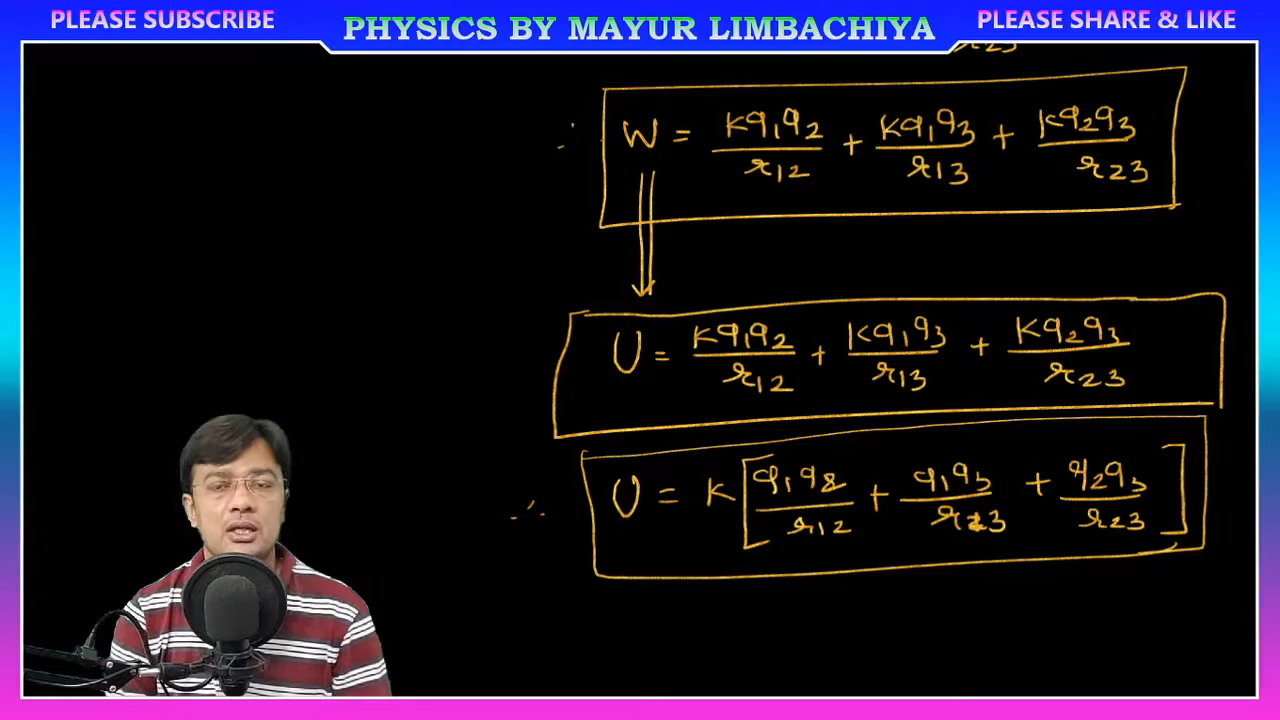 PLEASE SUBSCRIBE
PHYSICS BY MAYUR LIMBACHIYA
PLEASE SHARE & LIKE
r23
∴ W = Kq1q2/r12 + Kq1q3/r13 + Kq2q3/r23
U = Kq1q2/r12 + Kq1q3/r13 + Kq2q3/r23
∴ U = K[q1q2/r12 + q1q3/r13 + q2q3/r23]